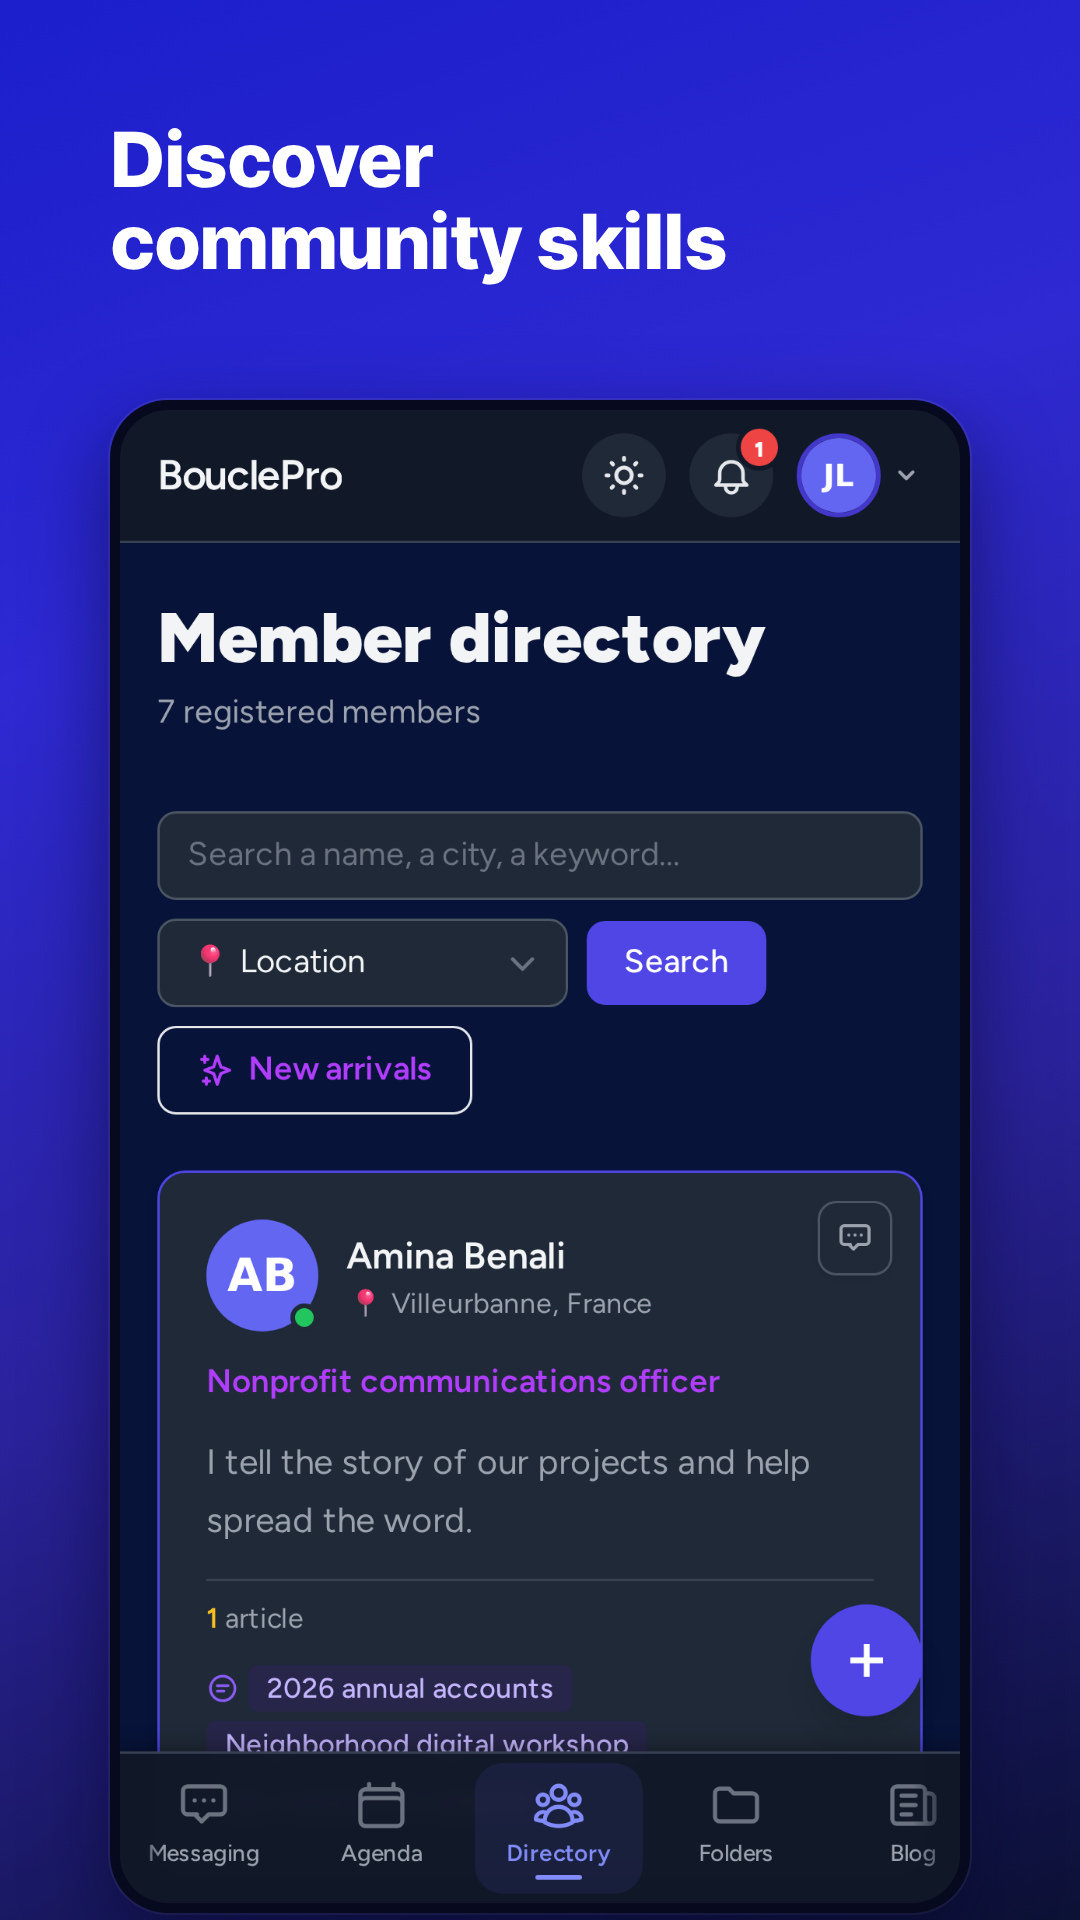 Discover
community skills
BouclePro
1
JL
Member directory
7 registered members
Search a name, a city, a keyword...
📍 Location
Search
New arrivals
AB
Amina Benali
📍 Villeurbanne, France
Nonprofit communications officer
I tell the story of our projects and help
spread the word.
1 article
2026 annual accounts
Neighborhood digital workshop
Messaging
Agenda
Directory
Folders
Blog